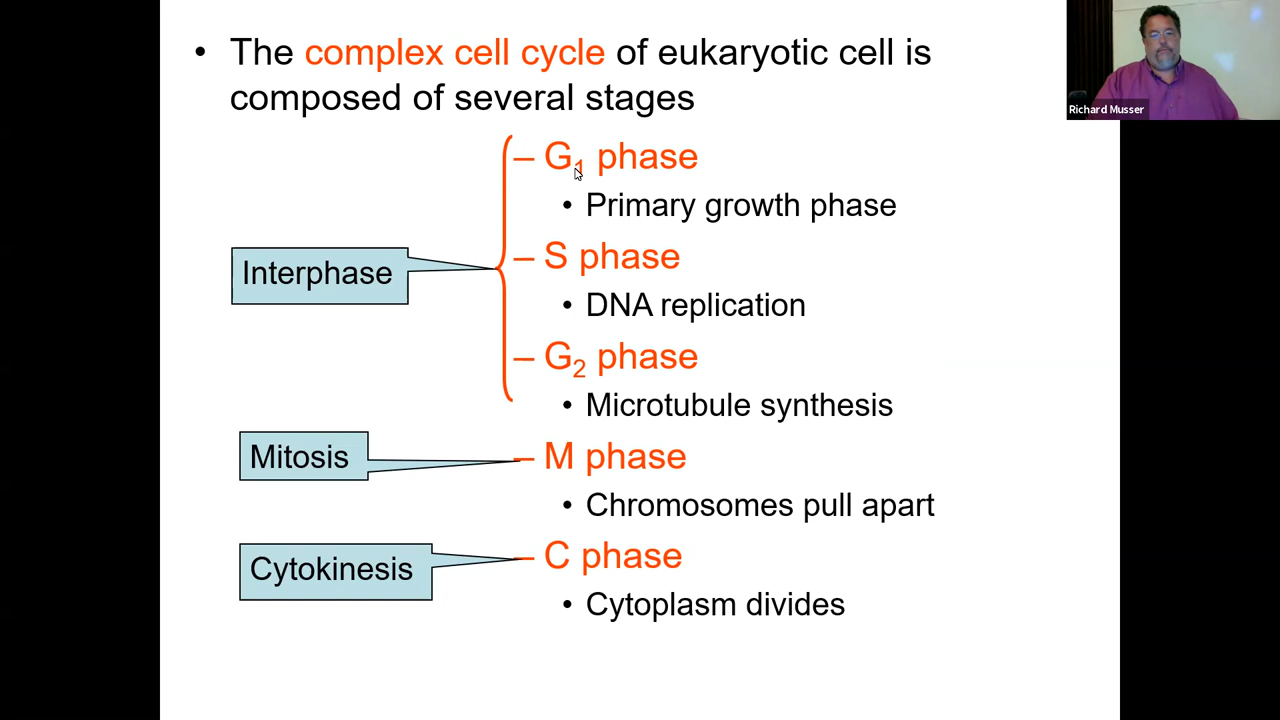 • The complex cell cycle of eukaryotic cell is
composed of several stages
– G₁ phase
• Primary growth phase
– S phase
• DNA replication
– G₂ phase
• Microtubule synthesis
– M phase
• Chromosomes pull apart
– C phase
• Cytoplasm divides
Interphase
Mitosis
Cytokinesis
Richard Musser